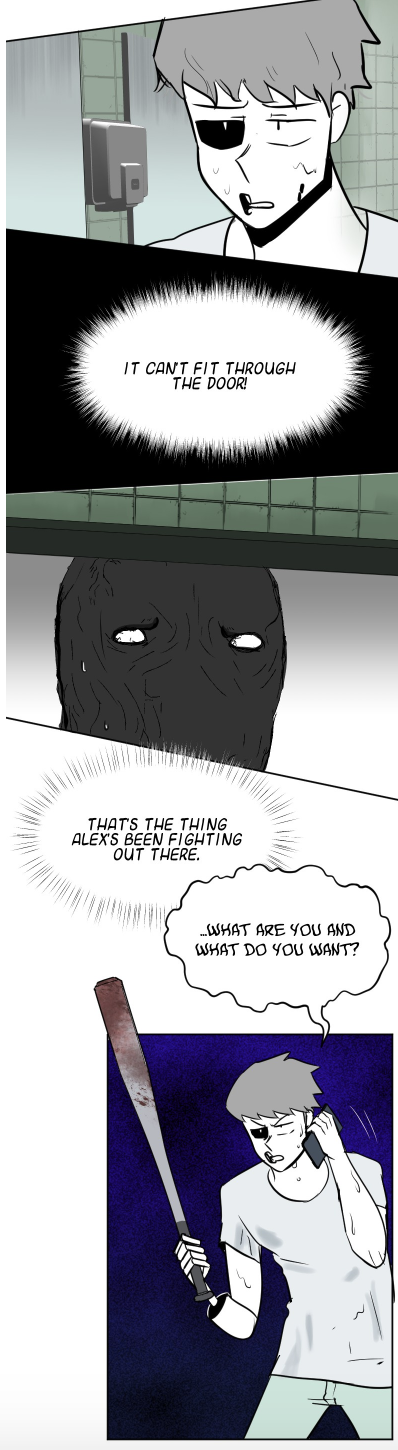 IT CAN'T FIT THROUGH
THE DOOR!
THAT'S THE THING
ALEX'S BEEN FIGHTING
OUT THERE.
...WHAT ARE YOU AND
WHAT DO YOU WANT?